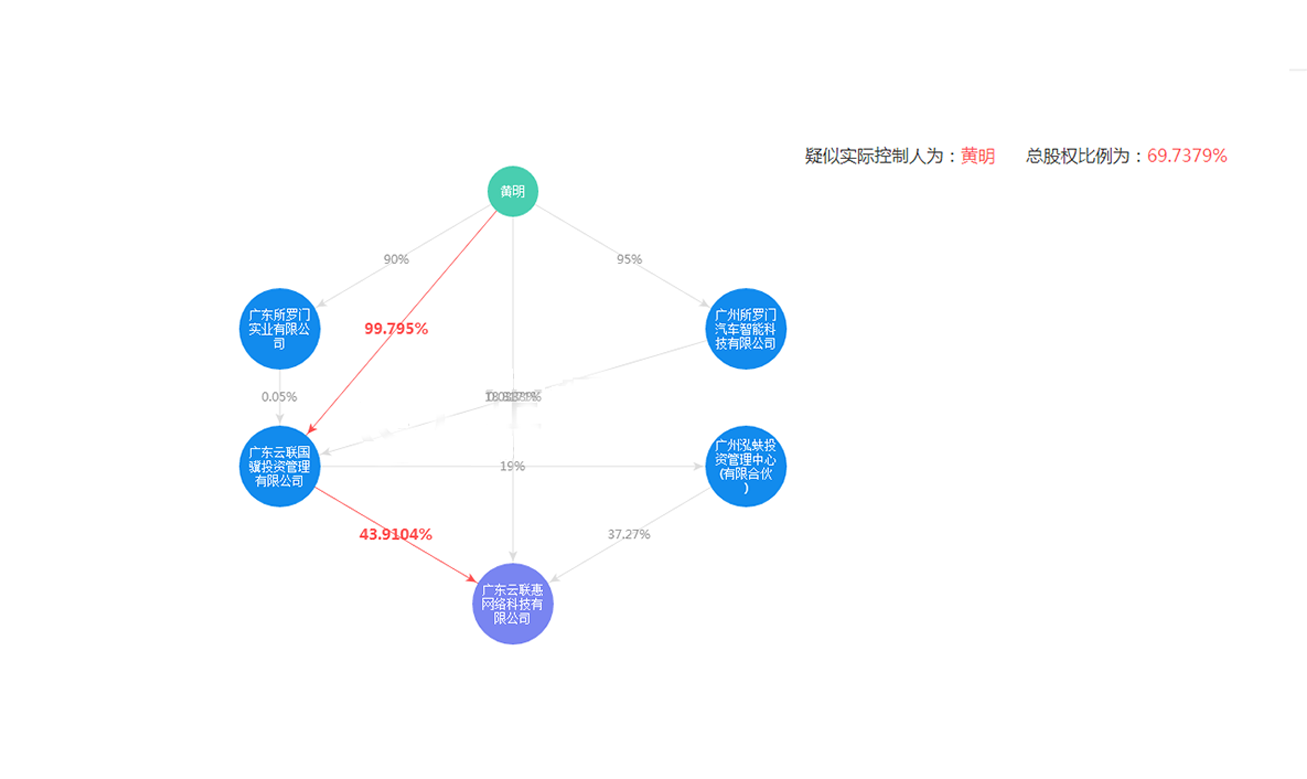 疑似实际控制人为：黄明 总股权比例为：69.7379%
黄明
90%
95%
广东所罗门
实业有限公
司
99.795%
广州所罗门
汽车智能科
技有限公司
0.05%
广东云联国
骥投资管理
有限公司
19%
广州泓蚨投
资管理中心
(有限合伙
)
43.9104%
37.27%
广东云联惠
网络科技有
限公司